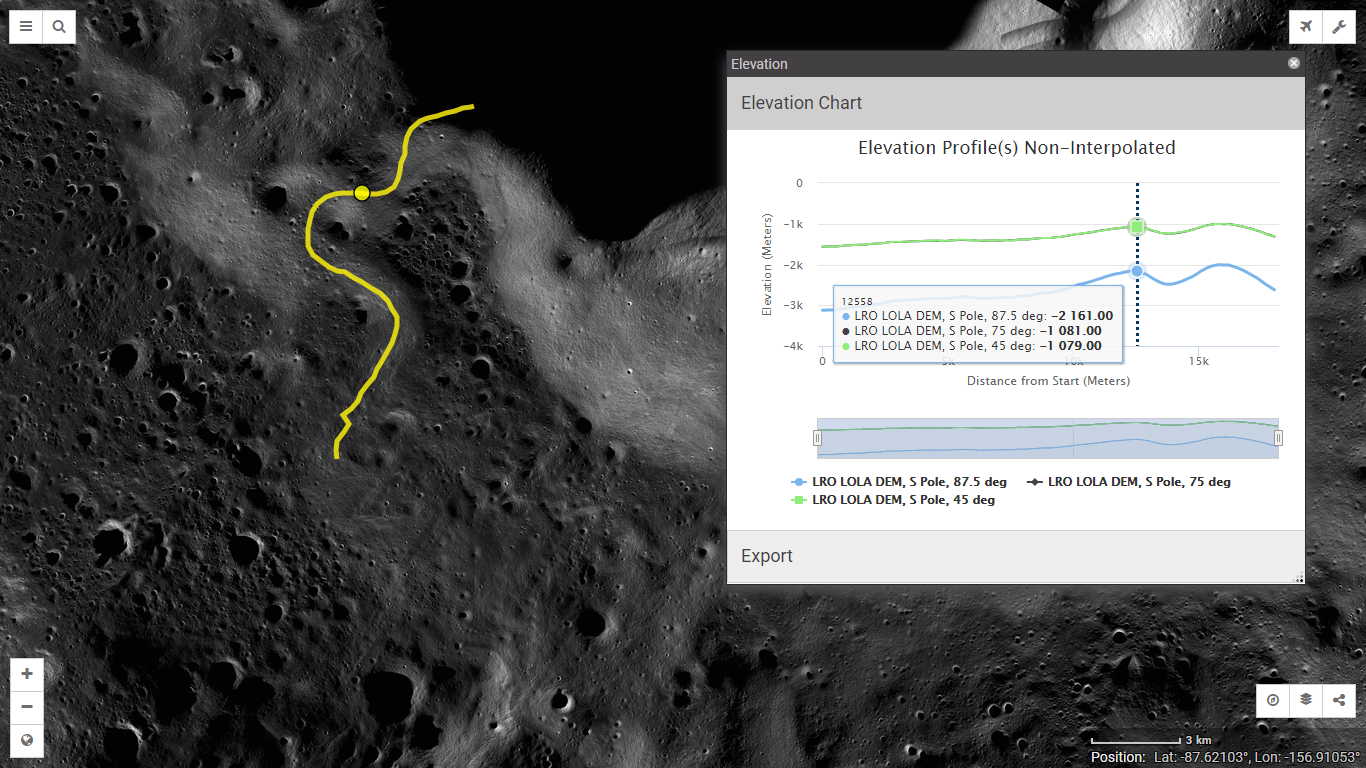 Elevation
Elevation Chart
Elevation Profile(s) Non-Interpolated
0
−1k
−2k
−3k
−4k
Elevation (Meters)
12558
LRO LOLA DEM, S Pole, 87.5 deg: −2 161.00
LRO LOLA DEM, S Pole, 75 deg: −1 081.00
LRO LOLA DEM, S Pole, 45 deg: −1 079.00
0
5k
10k
15k
Distance from Start (Meters)
LRO LOLA DEM, S Pole, 87.5 deg
LRO LOLA DEM, S Pole, 75 deg
LRO LOLA DEM, S Pole, 45 deg
Export
3 km
Position: Lat: -87.62103°, Lon: -156.91053°